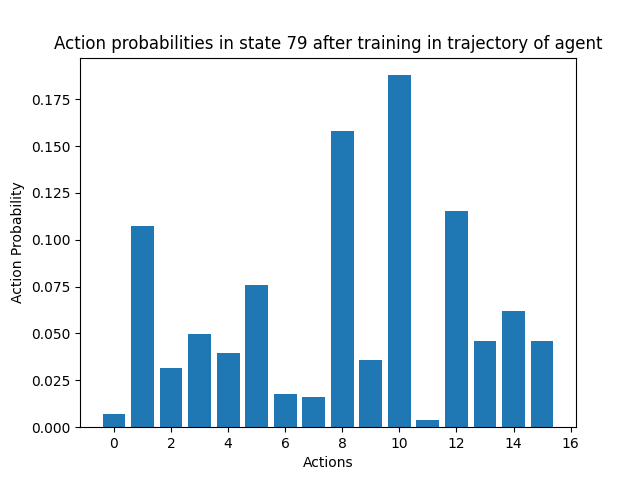 Action probabilities in state 79 after training in trajectory of agent
0.175
0.150
0.125
0.100
0.075
0.050
0.025
0.000
Action Probability
0 2 4 6 8 10 12 14 16
Actions